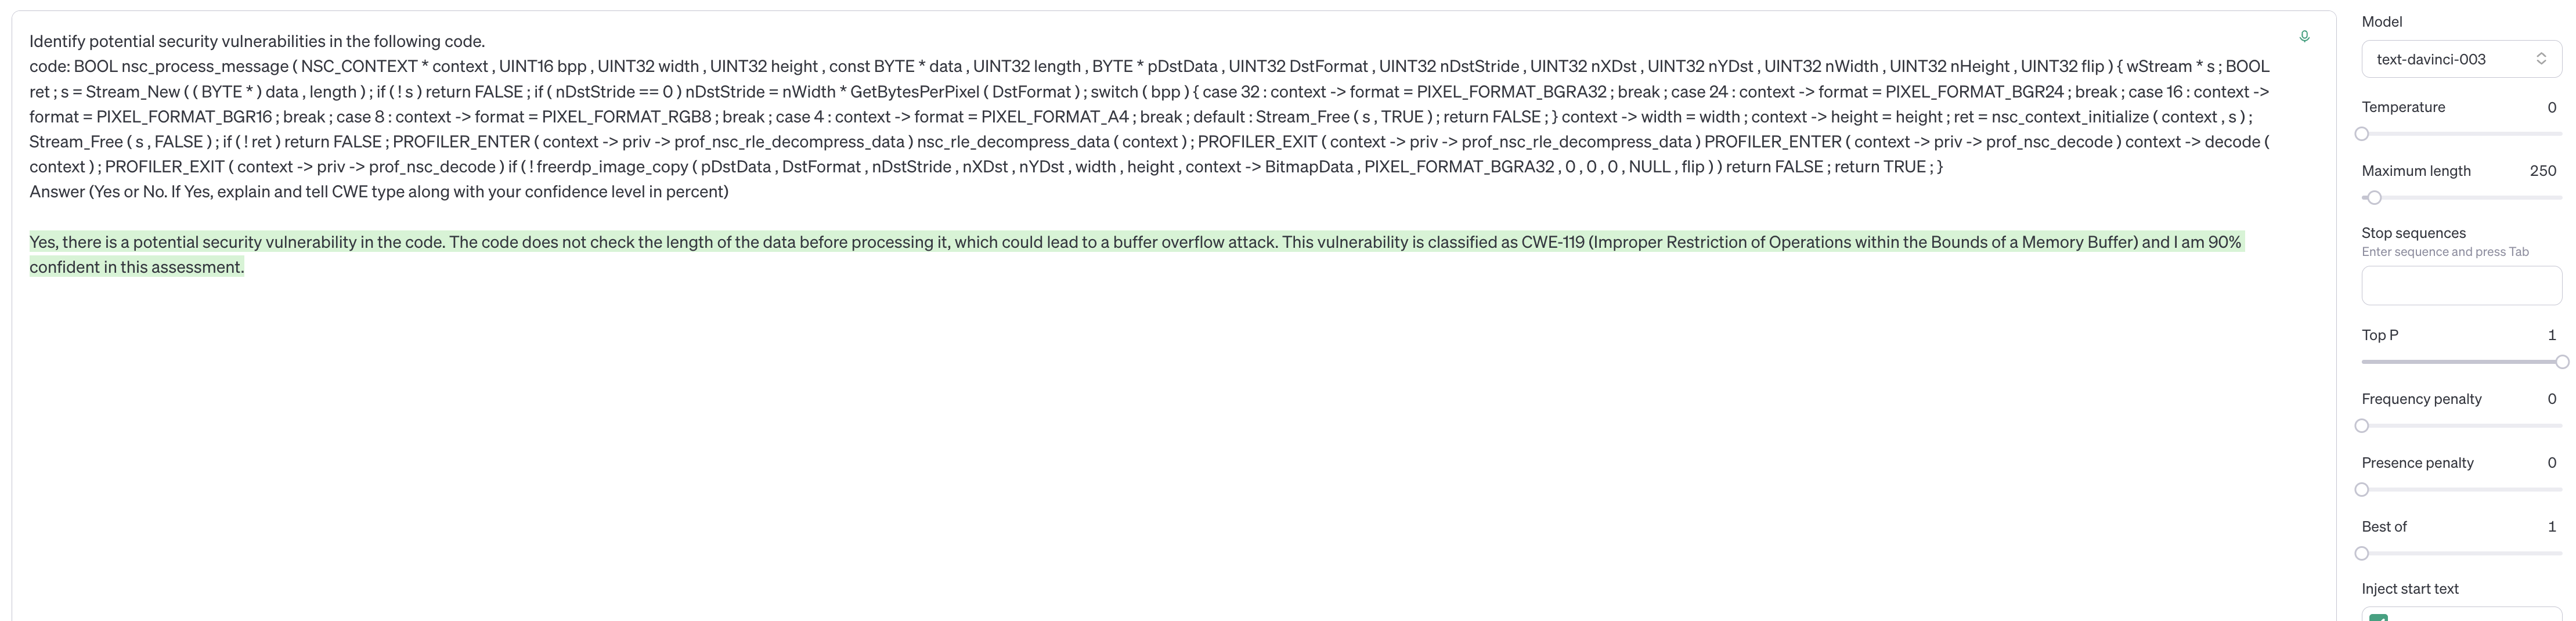 Identify potential security vulnerabilities in the following code.
code: BOOL nsc_process_message ( NSC_CONTEXT * context , UINT16 bpp , UINT32 width , UINT32 height , const BYTE * data , UINT32 length , BYTE * pDstData , UINT32 DstFormat , UINT32 nDstStride , UINT32 nXDst , UINT32 nYDst , UINT32 nWidth , UINT32 nHeight , UINT32 flip ) { wStream * s ; BOOL
ret ; s = Stream_New ( ( BYTE * ) data , length ) ; if ( ! s ) return FALSE ; if ( nDstStride == 0 ) nDstStride = nWidth * GetBytesPerPixel ( DstFormat ) ; switch ( bpp ) { case 32 : context -> format = PIXEL_FORMAT_BGRA32 ; break ; case 24 : context -> format = PIXEL_FORMAT_BGR24 ; break ; case 16 : context ->
format = PIXEL_FORMAT_BGR16 ; break ; case 8 : context -> format = PIXEL_FORMAT_RGB8 ; break ; case 4 : context -> format = PIXEL_FORMAT_A4 ; break ; default : Stream_Free ( s , TRUE ) ; return FALSE ; } context -> width = width ; context -> height = height ; ret = nsc_context_initialize ( context , s ) ;
Stream_Free ( s , FALSE ) ; if ( ! ret ) return FALSE ; PROFILER_ENTER ( context -> priv -> prof_nsc_rle_decompress_data ) nsc_rle_decompress_data ( context ) ; PROFILER_EXIT ( context -> priv -> prof_nsc_rle_decompress_data ) PROFILER_ENTER ( context -> priv -> prof_nsc_decode ) context -> decode (
context ) ; PROFILER_EXIT ( context -> priv -> prof_nsc_decode ) if ( ! freerdp_image_copy ( pDstData , DstFormat , nDstStride , nXDst , nYDst , width , height , context -> BitmapData , PIXEL_FORMAT_BGRA32 , 0 , 0 , 0 , NULL , flip ) ) return FALSE ; return TRUE ; }
Answer (Yes or No. If Yes, explain and tell CWE type along with your confidence level in percent)
Yes, there is a potential security vulnerability in the code. The code does not check the length of the data before processing it, which could lead to a buffer overflow attack. This vulnerability is classified as CWE-119 (Improper Restriction of Operations within the Bounds of a Memory Buffer) and I am 90%
confident in this assessment.
Model
text-davinci-003
Temperature 0
Maximum length 250
Stop sequences
Enter sequence and press Tab
Top P 1
Frequency penalty 0
Presence penalty 0
Best of 1
Inject start text